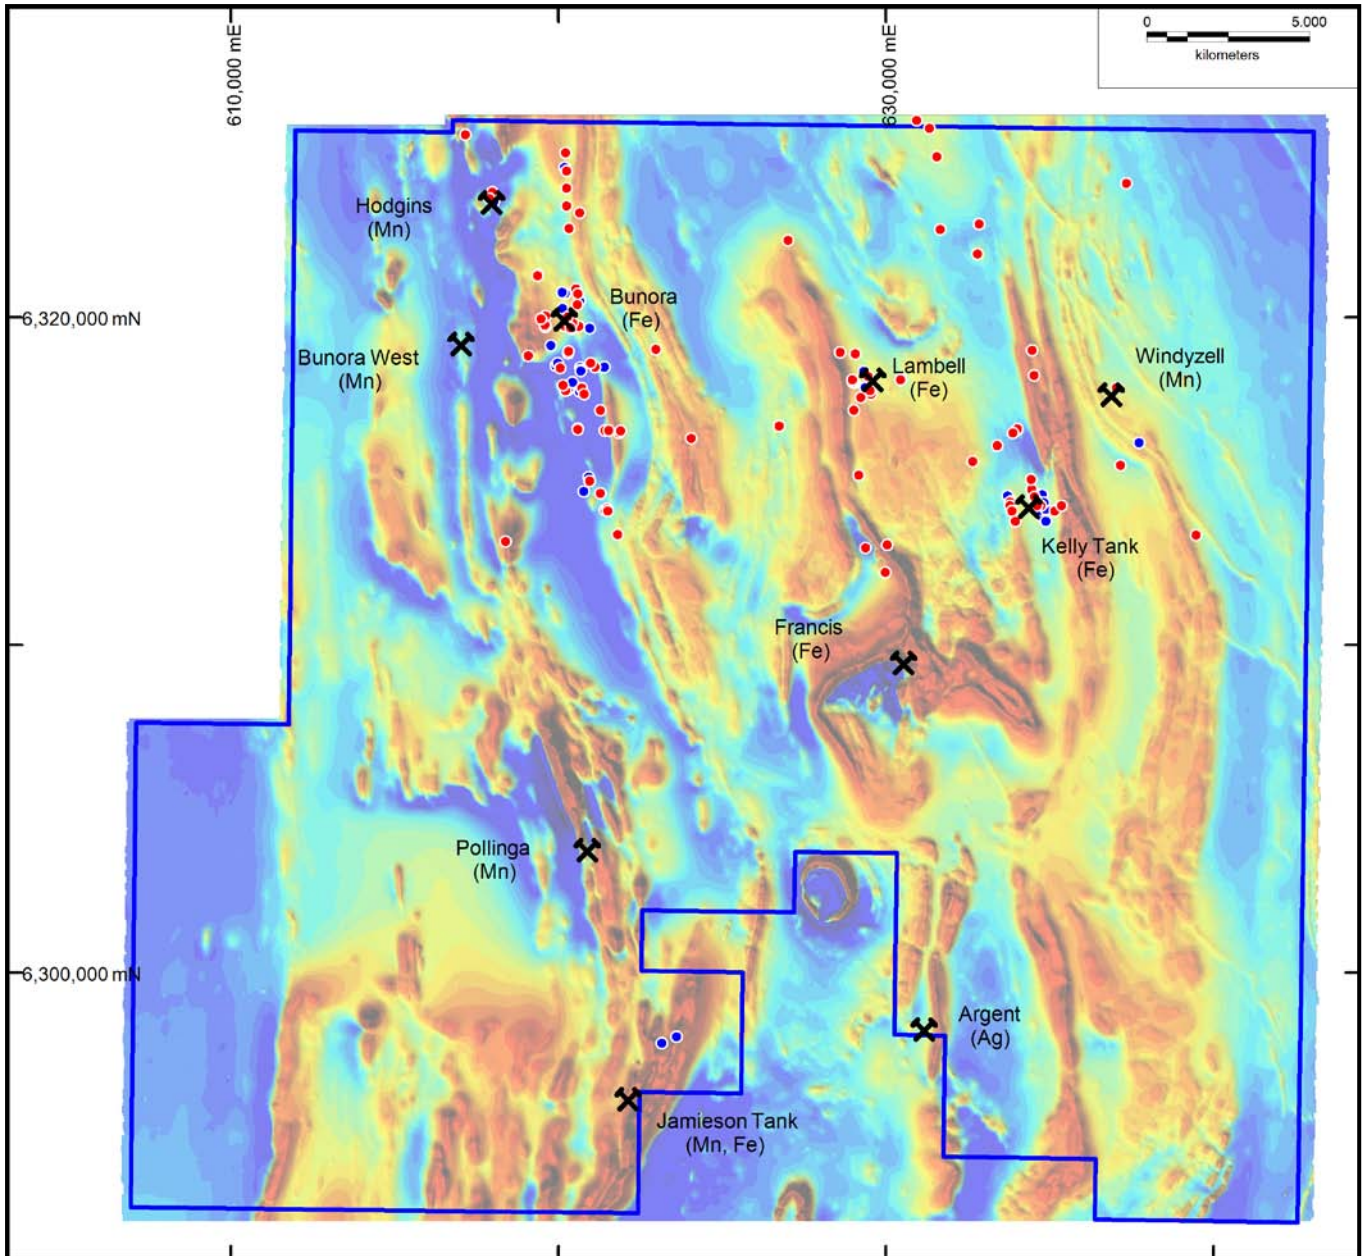 0 5.000
kilometers
610,000 mE
630,000 mE
Hodgins
(Mn)
Bunora
(Fe)
6,320,000 mN
Bunora West
(Mn)
Lambell
(Fe)
Windyzell
(Mn)
Kelly Tank
(Fe)
Francis
(Fe)
Pollinga
(Mn)
6,300,000 mN
Argent
(Ag)
Jamieson Tank
(Mn, Fe)